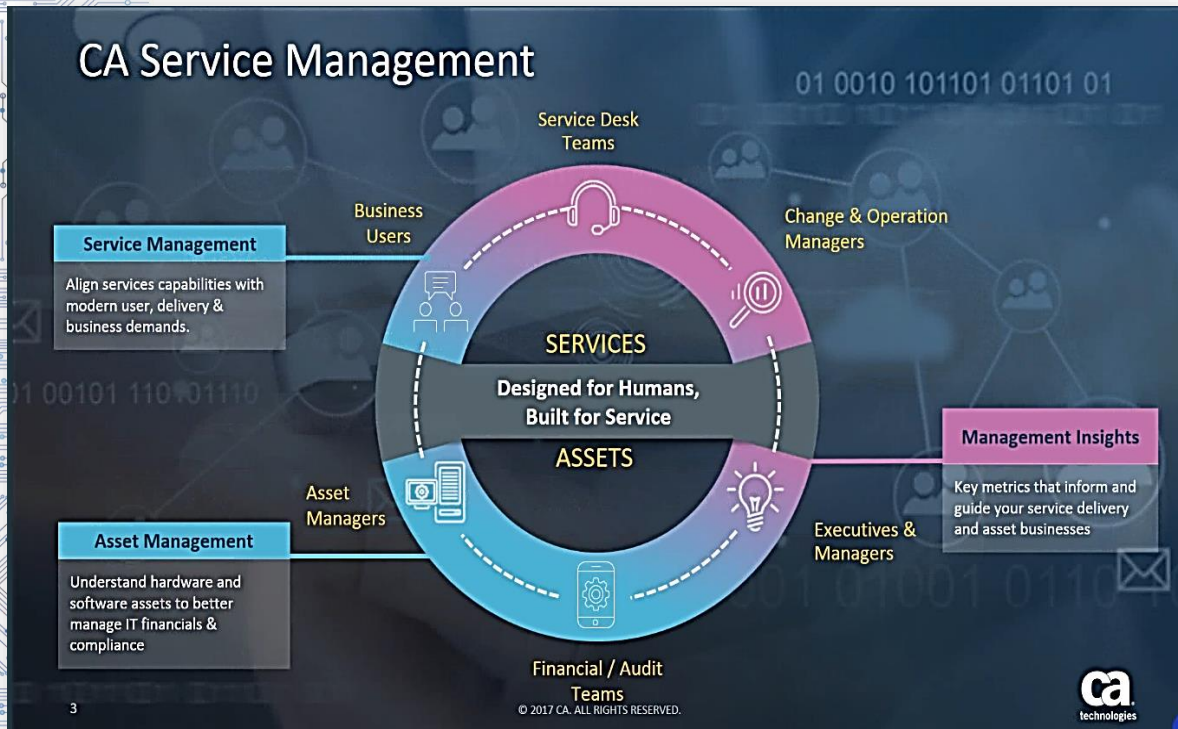 CA Service Management
01 0010 101101 01101 01
Service Desk
Teams
Business
Users
Change & Operation
Managers
Service Management
Align services capabilities with
modern user, delivery &
business demands.
SERVICES
Designed for Humans,
Built for Service
ASSETS
01 00101 110101110
Management Insights
Key metrics that inform and
guide your service delivery
and asset businesses
Asset
Managers
Executives &
Managers
Asset Management
Understand hardware and
software assets to better
manage IT financials &
compliance
Financial / Audit
Teams
3
© 2017 CA. ALL RIGHTS RESERVED.
ca
technologies